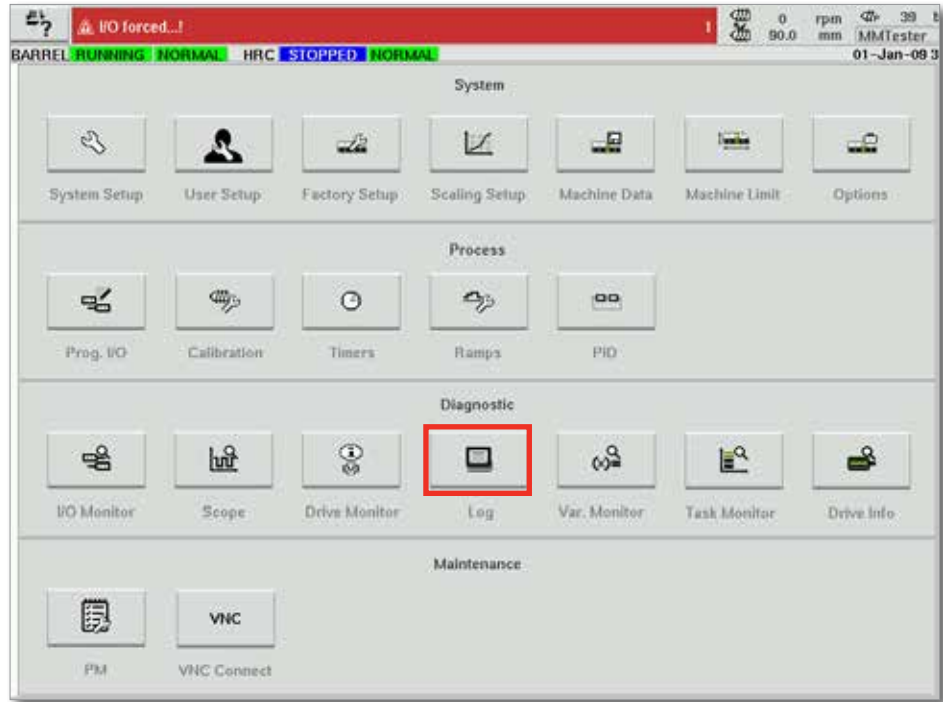 I/O forced...! 1 0 rpm 39
90.0 mm MMTester
BARREL RUNNING NORMAL HRC STOPPED NORMAL 01-Jan-09 3
System
System Setup User Setup Factory Setup Scaling Setup Machine Data Machine Limit Options
Process
Prog. I/O Calibration Timers Ramps PID
Diagnostic
I/O Monitor Scope Drive Monitor Log Var. Monitor Task Monitor Drive Info
Maintenance
VNC
PM VNC Connect